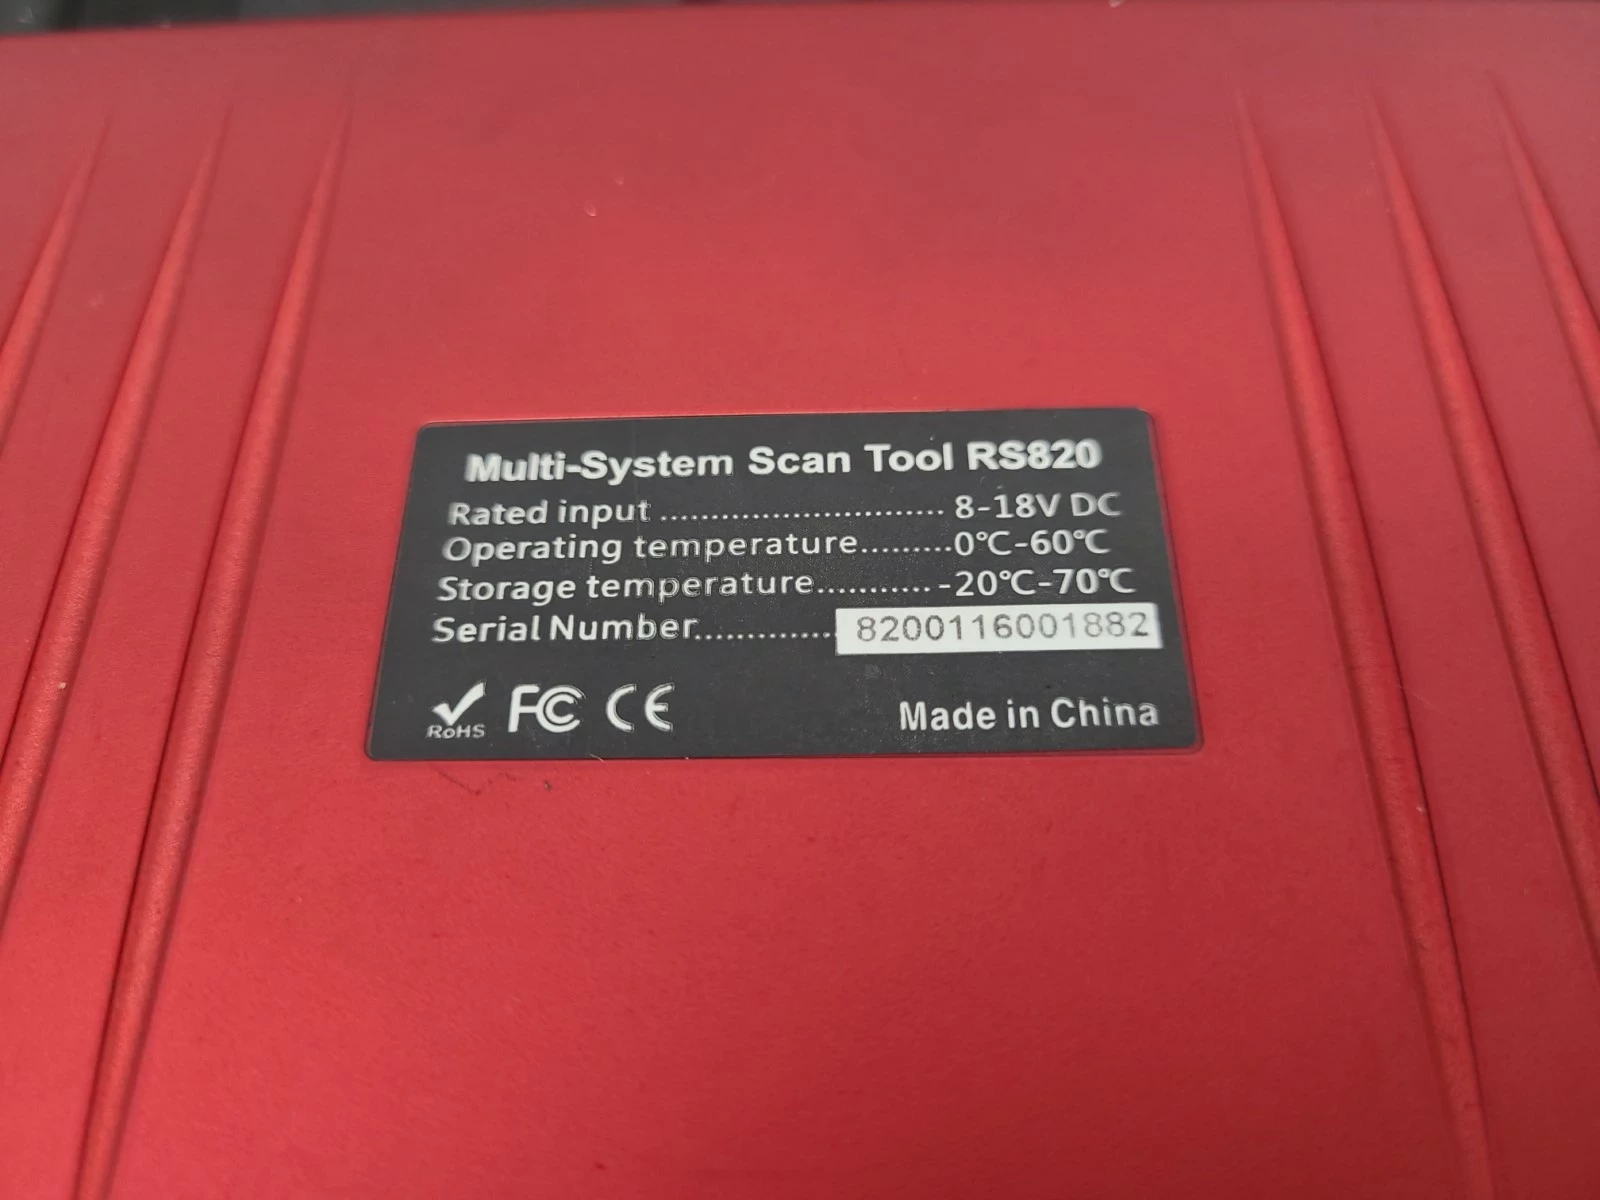 Multi-System Scan Tool RS820
Rated input ........................... 8-18V DC
Operating temperature.........0℃-60℃
Storage temperature...........-20℃-70℃
Serial Number............. 8200116001882
RoHS FC CE Made in China